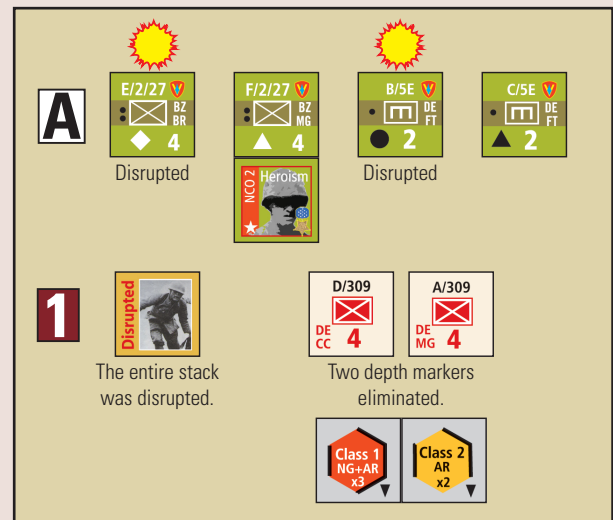 A
E/2/27
BZ
BR
4
Disrupted
F/2/27
BZ
MG
4
NCO 2
Heroism
B/5E
DE
FT
2
Disrupted
C/5E
DE
FT
2
1
Disrupted
The entire stack
was disrupted.
D/309
DE
CC
4
A/309
DE
MG
4
Two depth markers
eliminated.
Class 1
NG+AR
x3
Class 2
AR
x2